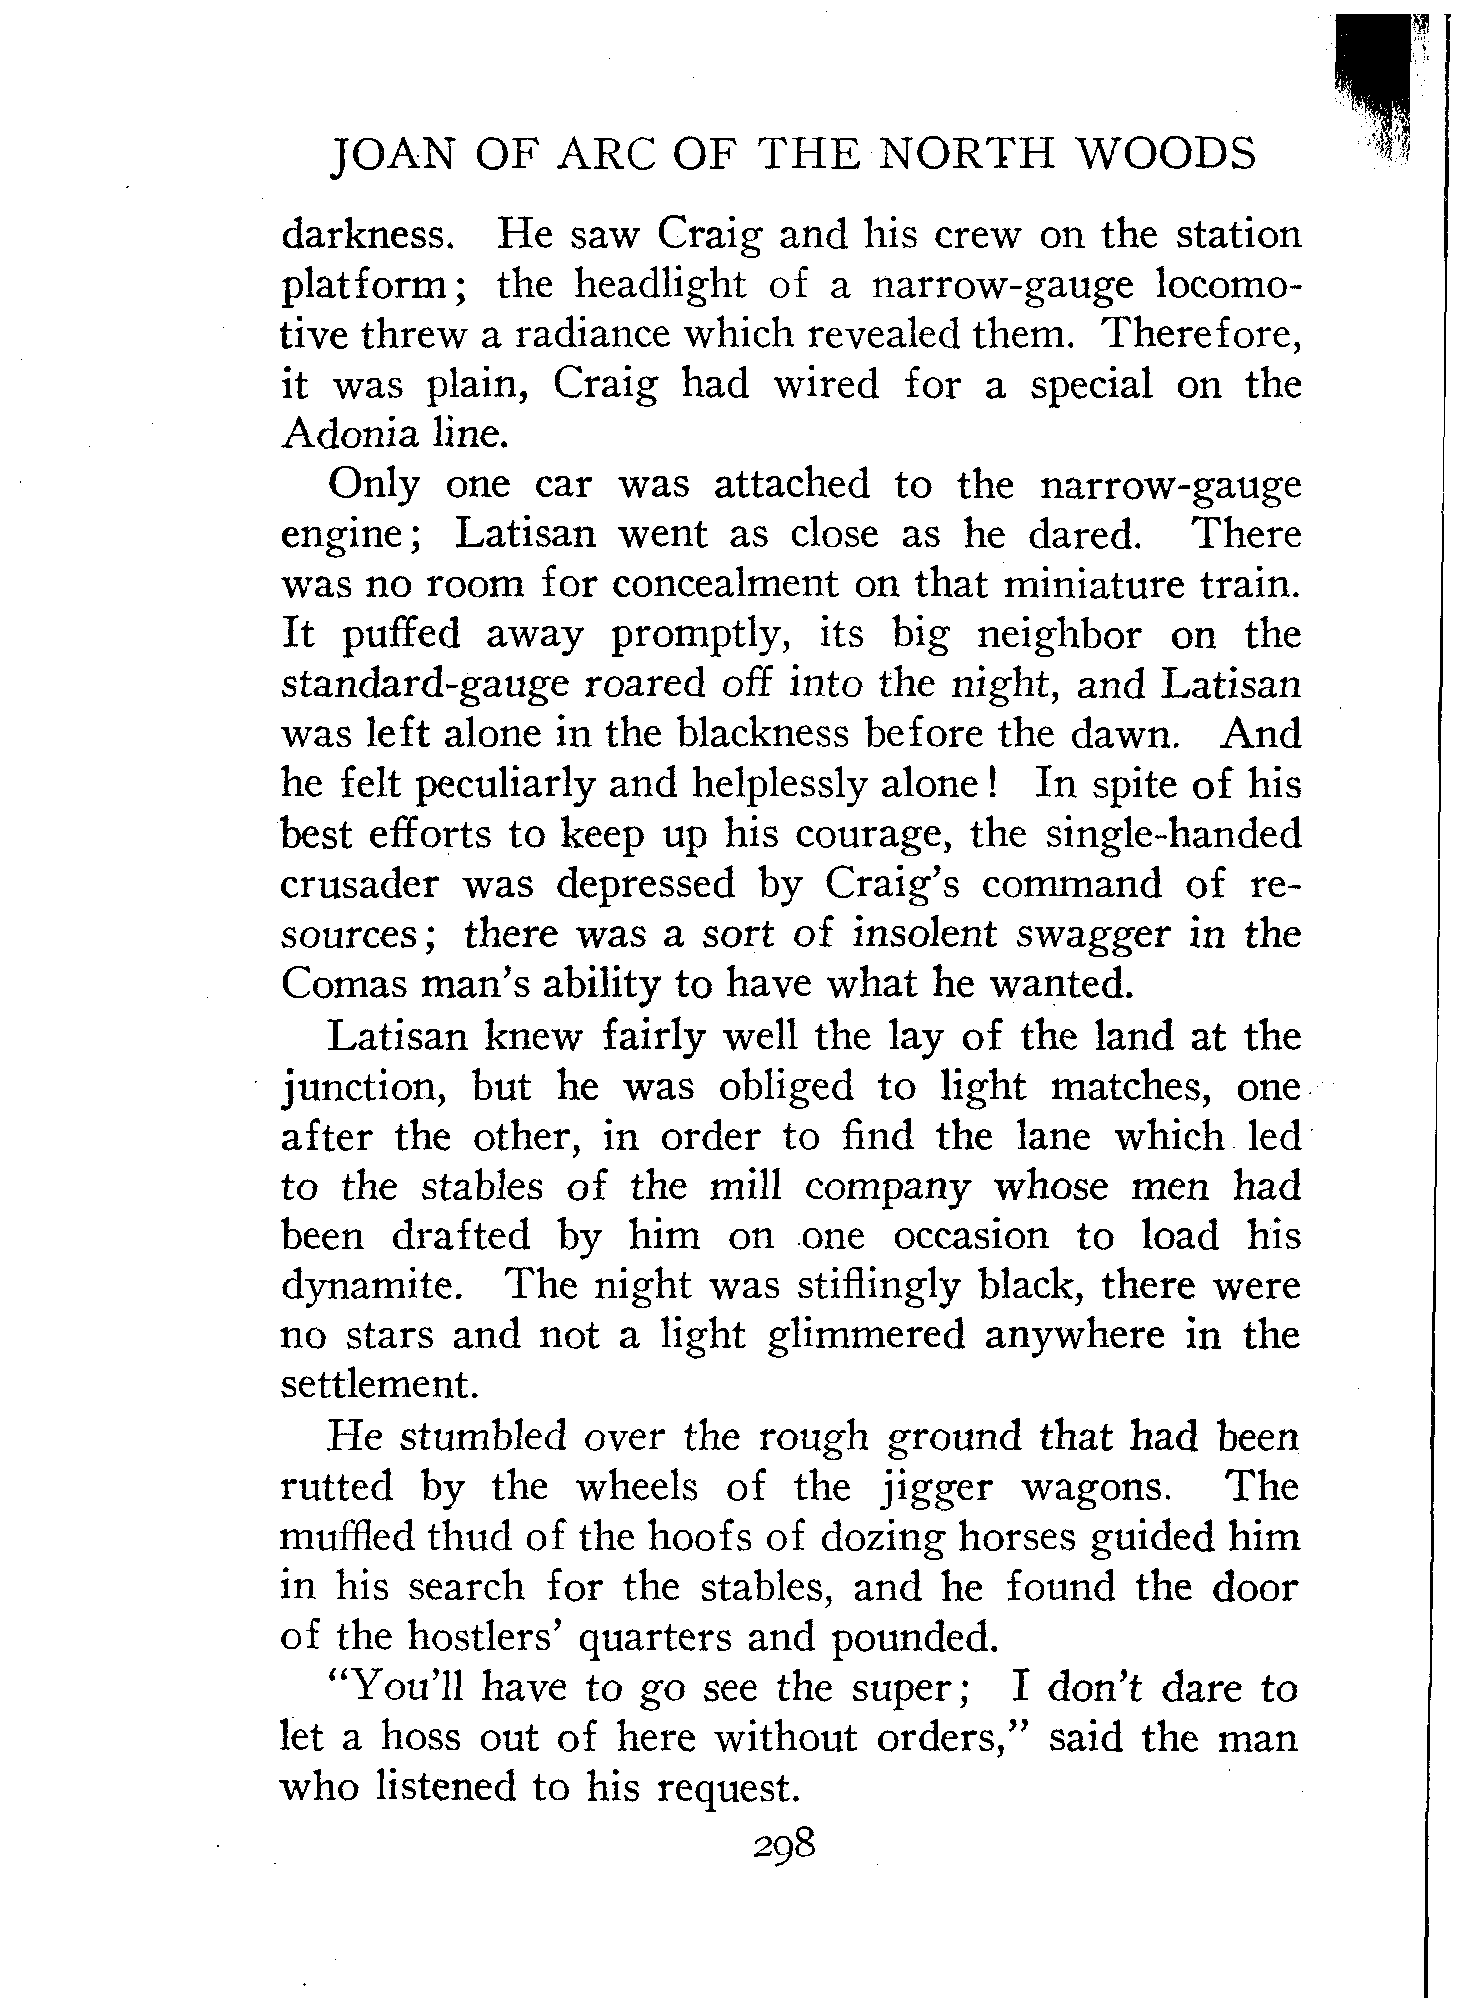 JOAN OF ARC OF THE NORTH WOODS
darkness. He saw Craig and his crew on the station
platform; the headlight of a narrow-gauge locomo-
tive threw a radiance which revealed them. Therefore,
it was plain, Craig had wired for a special on the
Adonia line.
Only one car was attached to the narrow-gauge
engine; Latisan went as close as he dared. There
was no room for concealment on that miniature train.
It puffed away promptly, its big neighbor on the
standard-gauge roared off into the night, and Latisan
was left alone in the blackness before the dawn. And
he felt peculiarly and helplessly alone! In spite of his
best efforts to keep up his courage, the single-handed
crusader was depressed by Craig's command of re-
sources; there was a sort of insolent swagger in the
Comas man's ability to have what he wanted.
Latisan knew fairly well the lay of the land at the
junction, but he was obliged to light matches, one
after the other, in order to find the lane which led
to the stables of the mill company whose men had
been drafted by him on one occasion to load his
dynamite. The night was stiflingly black, there were
no stars and not a light glimmered anywhere in the
settlement.
He stumbled over the rough ground that had been
rutted by the wheels of the jigger wagons. The
muffled thud of the hoofs of dozing horses guided him
in his search for the stables, and he found the door
of the hostlers' quarters and pounded.
"You'll have to go see the super; I don't dare to
let a hoss out of here without orders," said the man
who listened to his request.
298